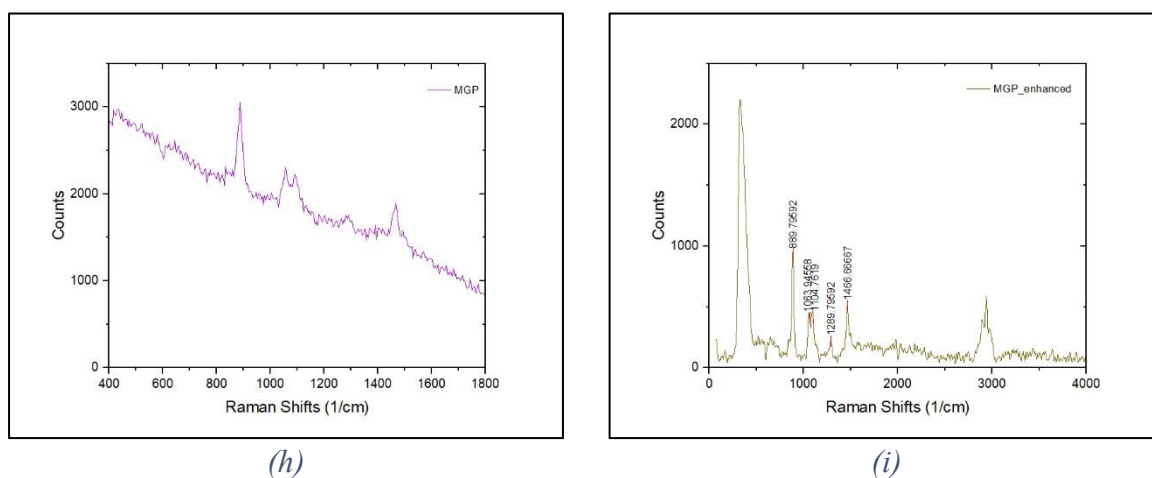 MGP
3000
2000
1000
0
Counts
400 600 800 1000 1200 1400 1600 1800
Raman Shifts (1/cm)
(h)
MGP_enhanced
2000
1000
0
Counts
889.79592
1063.94558
1104.7619
1289.79592
1466.66667
0 1000 2000 3000 4000
Raman Shifts (1/cm)
(i)